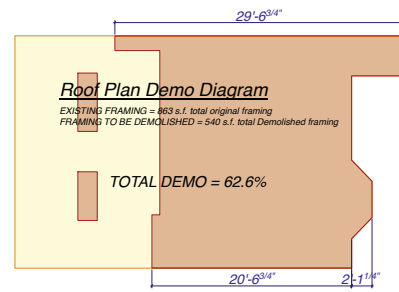 29'-6 3/4"
Roof Plan Demo Diagram
EXISTING FRAMING = 863 s.f. total original framing
FRAMING TO BE DEMOLISHED = 540 s.f. total Demolished framing
TOTAL DEMO = 62.6%
20'-6 3/4"
2'-1 1/4"